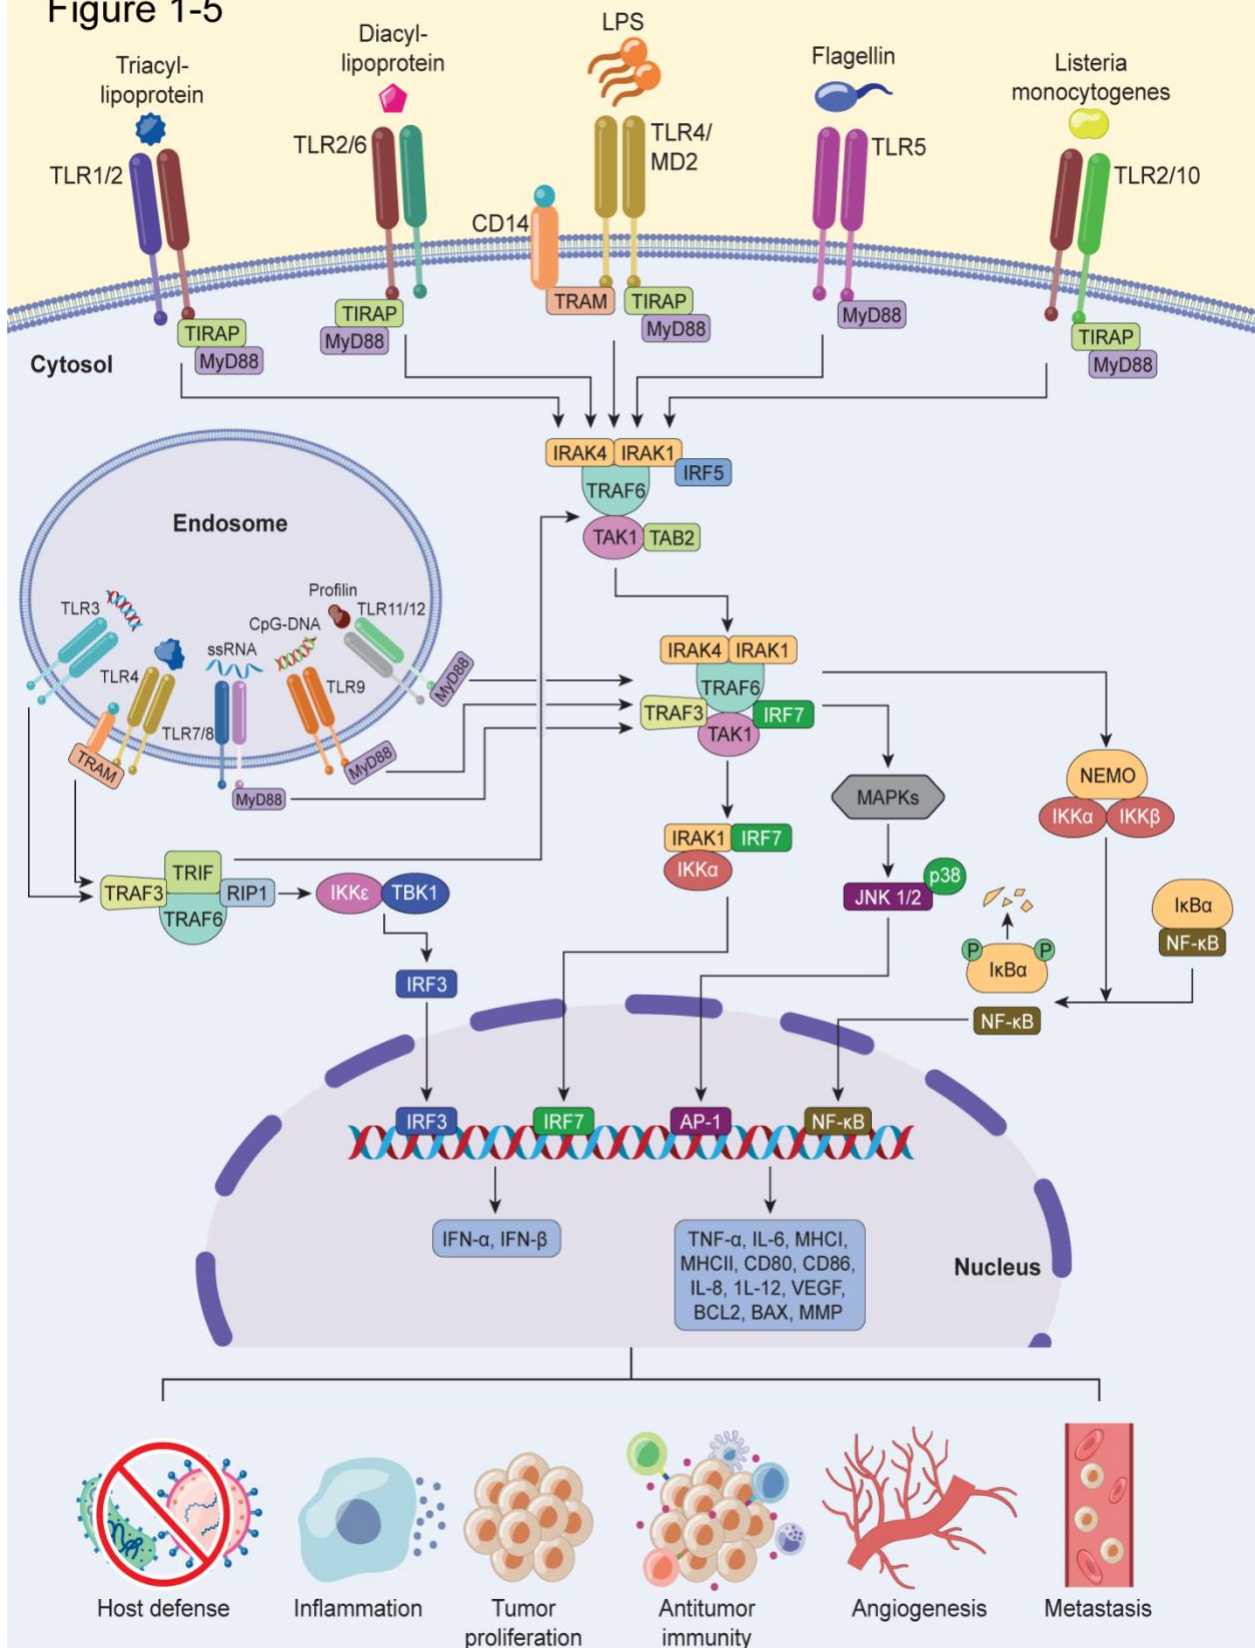 Figure 1-5
Triacyl-
lipoprotein
Diacyl-
lipoprotein
LPS
Flagellin
Listeria
monocytogenes
TLR1/2
TLR2/6
TLR4/
MD2
TLR5
TLR2/10
CD14
TIRAP
MyD88
TIRAP
MyD88
TRAM
TIRAP
MyD88
MyD88
TIRAP
MyD88
Cytosol
IRAK4
IRAK1
IRF5
TRAF6
TAK1
TAB2
Endosome
TLR3
TLR4
ssRNA
TLR7/8
CpG-DNA
TLR9
Profilin
TLR11/12
MyD88
MyD88
MyD88
TRAM
IRAK4
IRAK1
TRAF6
TRAF3
IRF7
TAK1
MAPKs
NEMO
IKKα
IKKβ
IRAK1
IRF7
IKKα
p38
JNK 1/2
TRIF
TRAF3
RIP1
TRAF6
IKKε
TBK1
IκBα
NF-κB
P
P
IκBα
NF-κB
IRF3
IRF3
IRF7
AP-1
NF-κB
IFN-α, IFN-β
TNF-α, IL-6, MHCI,
MHCII, CD80, CD86,
IL-8, 1L-12, VEGF,
BCL2, BAX, MMP
Nucleus
Host defense
Inflammation
Tumor
proliferation
Antitumor
immunity
Angiogenesis
Metastasis